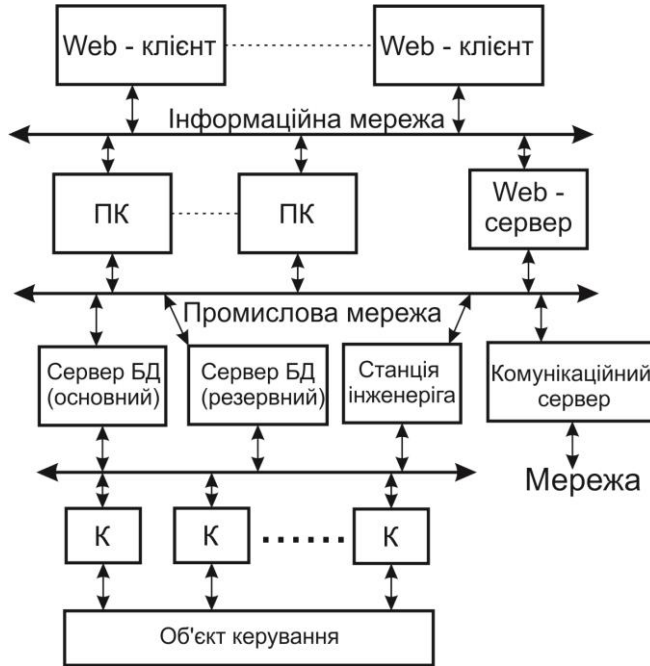 Web - клієнт
Web - клієнт
Інформаційна мережа
ПК
ПК
Web -
сервер
Промислова мережа
Сервер БД
(основний)
Сервер БД
(резервний)
Станція
інженеріга
Комунікаційний
сервер
Мережа
К
К
К
Об'єкт керування